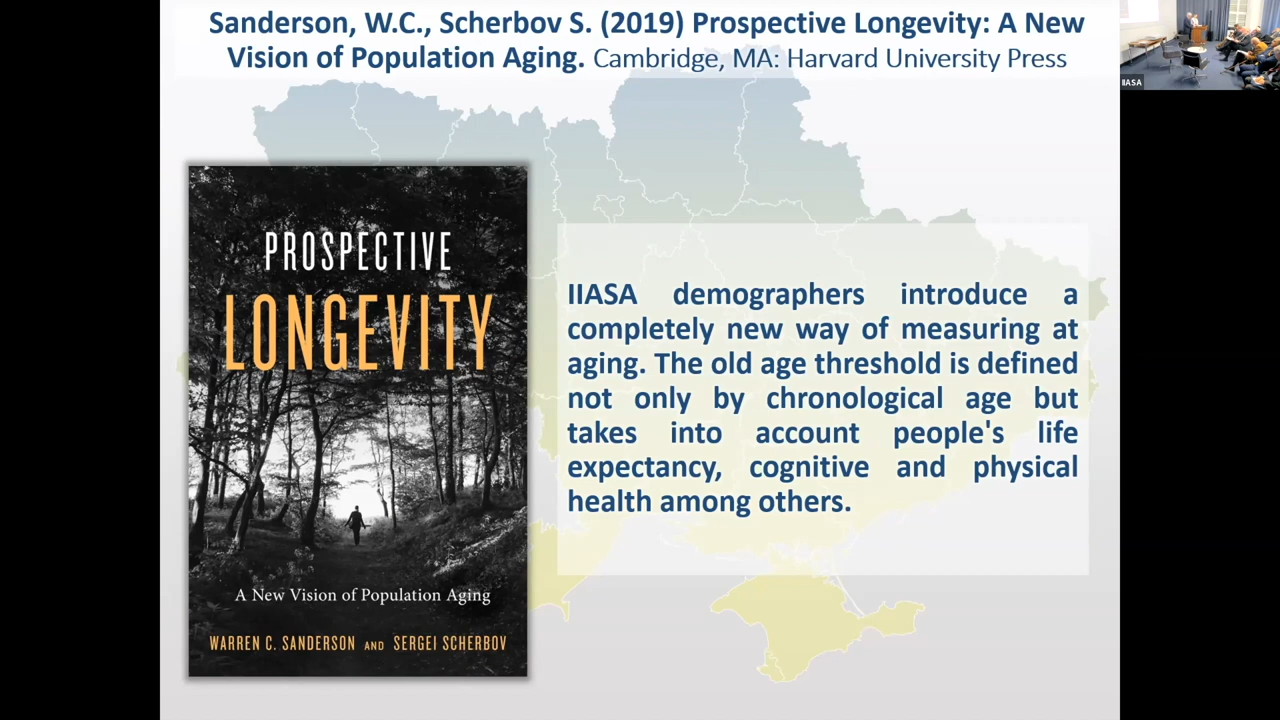 Sanderson, W.C., Scherbov S. (2019) Prospective Longevity: A New
Vision of Population Aging. Cambridge, MA: Harvard University Press
IIASA
PROSPECTIVE
LONGEVITY
A New Vision of Population Aging
WARREN C. SANDERSON AND SERGEI SCHERBOV
IIASA demographers introduce a
completely new way of measuring at
aging. The old age threshold is defined
not only by chronological age but
takes into account people's life
expectancy, cognitive and physical
health among others.